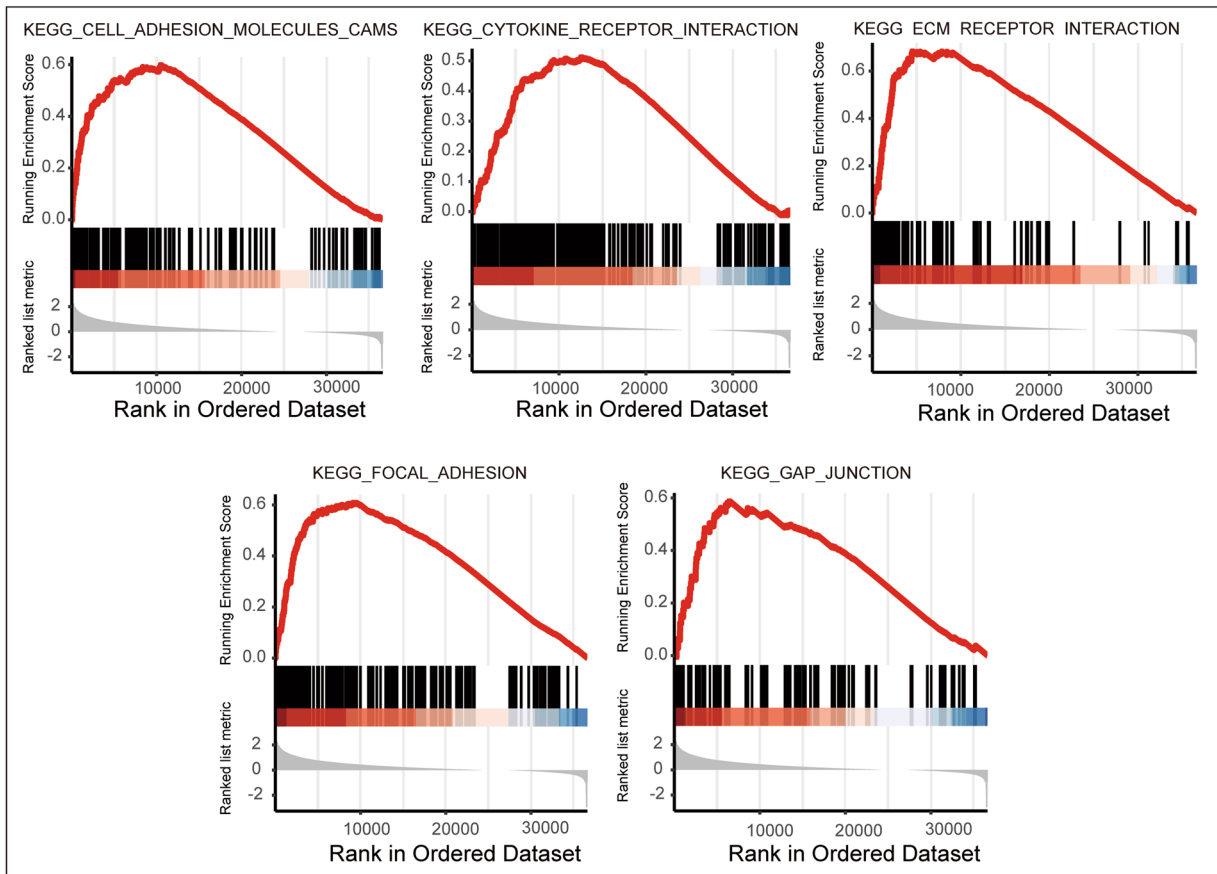 KEGG_CELL_ADHESION_MOLECULES_CAMS
Running Enrichment Score
0.6
0.4
0.2
0.0
Ranked list metric
2
0
-2
10000 20000 30000
Rank in Ordered Dataset
KEGG_CYTOKINE_RECEPTOR_INTERACTION
Running Enrichment Score
0.5
0.4
0.3
0.2
0.1
0.0
Ranked list metric
2
0
-2
10000 20000 30000
Rank in Ordered Dataset
KEGG ECM RECEPTOR INTERACTION
Running Enrichment Score
0.6
0.4
0.2
0.0
Ranked list metric
2
0
-2
10000 20000 30000
Rank in Ordered Dataset
KEGG_FOCAL_ADHESION
Running Enrichment Score
0.6
0.4
0.2
0.0
Ranked list metric
2
0
-2
10000 20000 30000
Rank in Ordered Dataset
KEGG_GAP_JUNCTION
Running Enrichment Score
0.6
0.4
0.2
0.0
Ranked list metric
2
0
-2
10000 20000 30000
Rank in Ordered Dataset